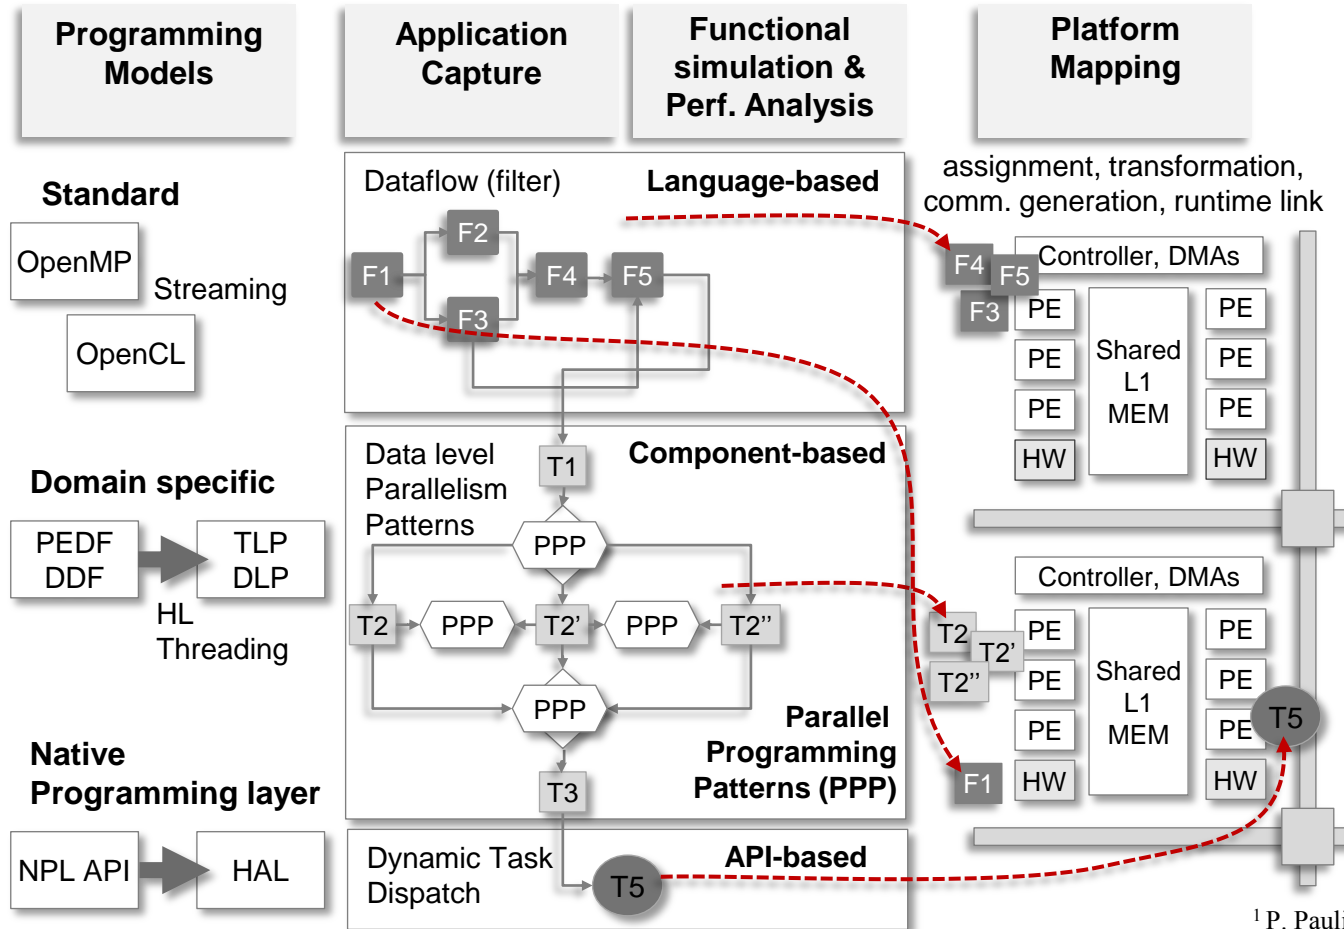 Programming
Models
Application
Capture
Functional
simulation &
Perf. Analysis
Platform
Mapping
Standard
OpenMP
Streaming
OpenCL
Domain specific
PEDF
DDF
TLP
DLP
HL
Threading
Native
Programming layer
NPL API
HAL
Dataflow (filter)
Language-based
F1
F2
F3
F4
F5
Data level
Parallelism
Patterns
Component-based
T1
PPP
T2
PPP
T2'
PPP
T2''
PPP
T3
Parallel
Programming
Patterns (PPP)
Dynamic Task
Dispatch
API-based
T5
assignment, transformation,
comm. generation, runtime link
F4
F5
F3
Controller, DMAs
PE
PE
PE
HW
Shared
L1
MEM
PE
PE
PE
HW
Controller, DMAs
T2
T2'
T2''
F1
PE
PE
PE
HW
Shared
L1
MEM
PE
PE
PE
HW
T5
1 P. Pauli